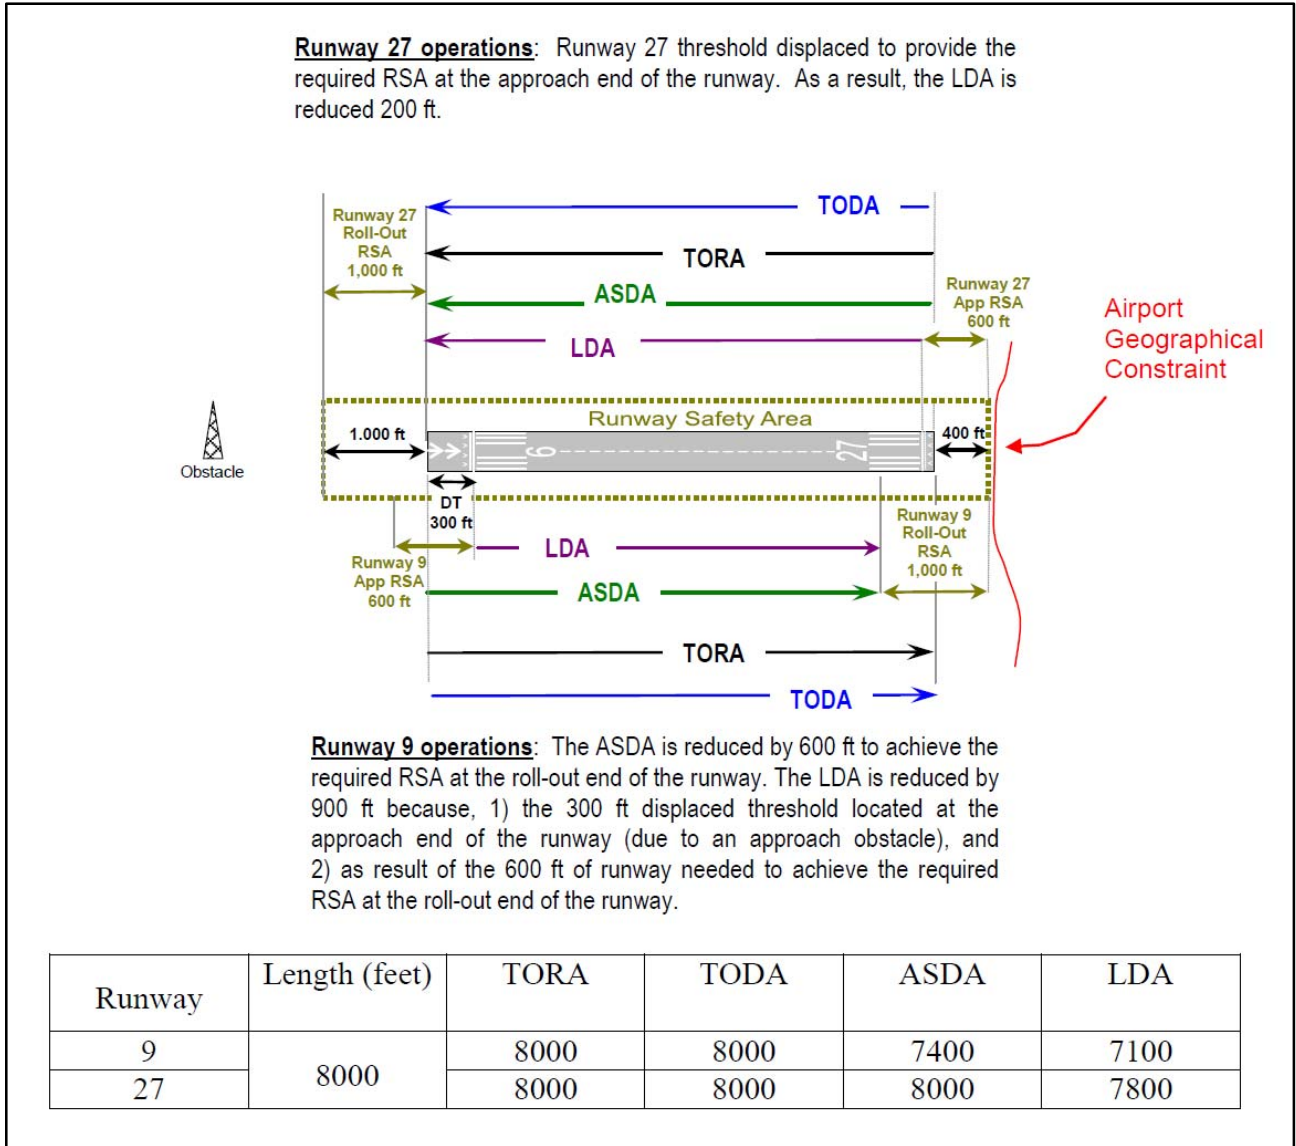 Runway 27 operations: Runway 27 threshold displaced to provide the
required RSA at the approach end of the runway. As a result, the LDA is
reduced 200 ft.
TODA
Runway 27
Roll-Out
RSA
1,000 ft
TORA
ASDA
Runway 27
App RSA
600 ft
LDA
Airport
Geographical
Constraint
Runway Safety Area
Obstacle
1.000 ft
9
27
400 ft
DT
300 ft
Runway 9
Roll-Out
RSA
1,000 ft
LDA
Runway 9
App RSA
600 ft
ASDA
TORA
TODA
Runway 9 operations: The ASDA is reduced by 600 ft to achieve the
required RSA at the roll-out end of the runway. The LDA is reduced by
900 ft because, 1) the 300 ft displaced threshold located at the
approach end of the runway (due to an approach obstacle), and
2) as result of the 600 ft of runway needed to achieve the required
RSA at the roll-out end of the runway.
Runway Length (feet) TORA TODA ASDA LDA
9 8000 8000 8000 7400 7100
27 8000 8000 8000 7800